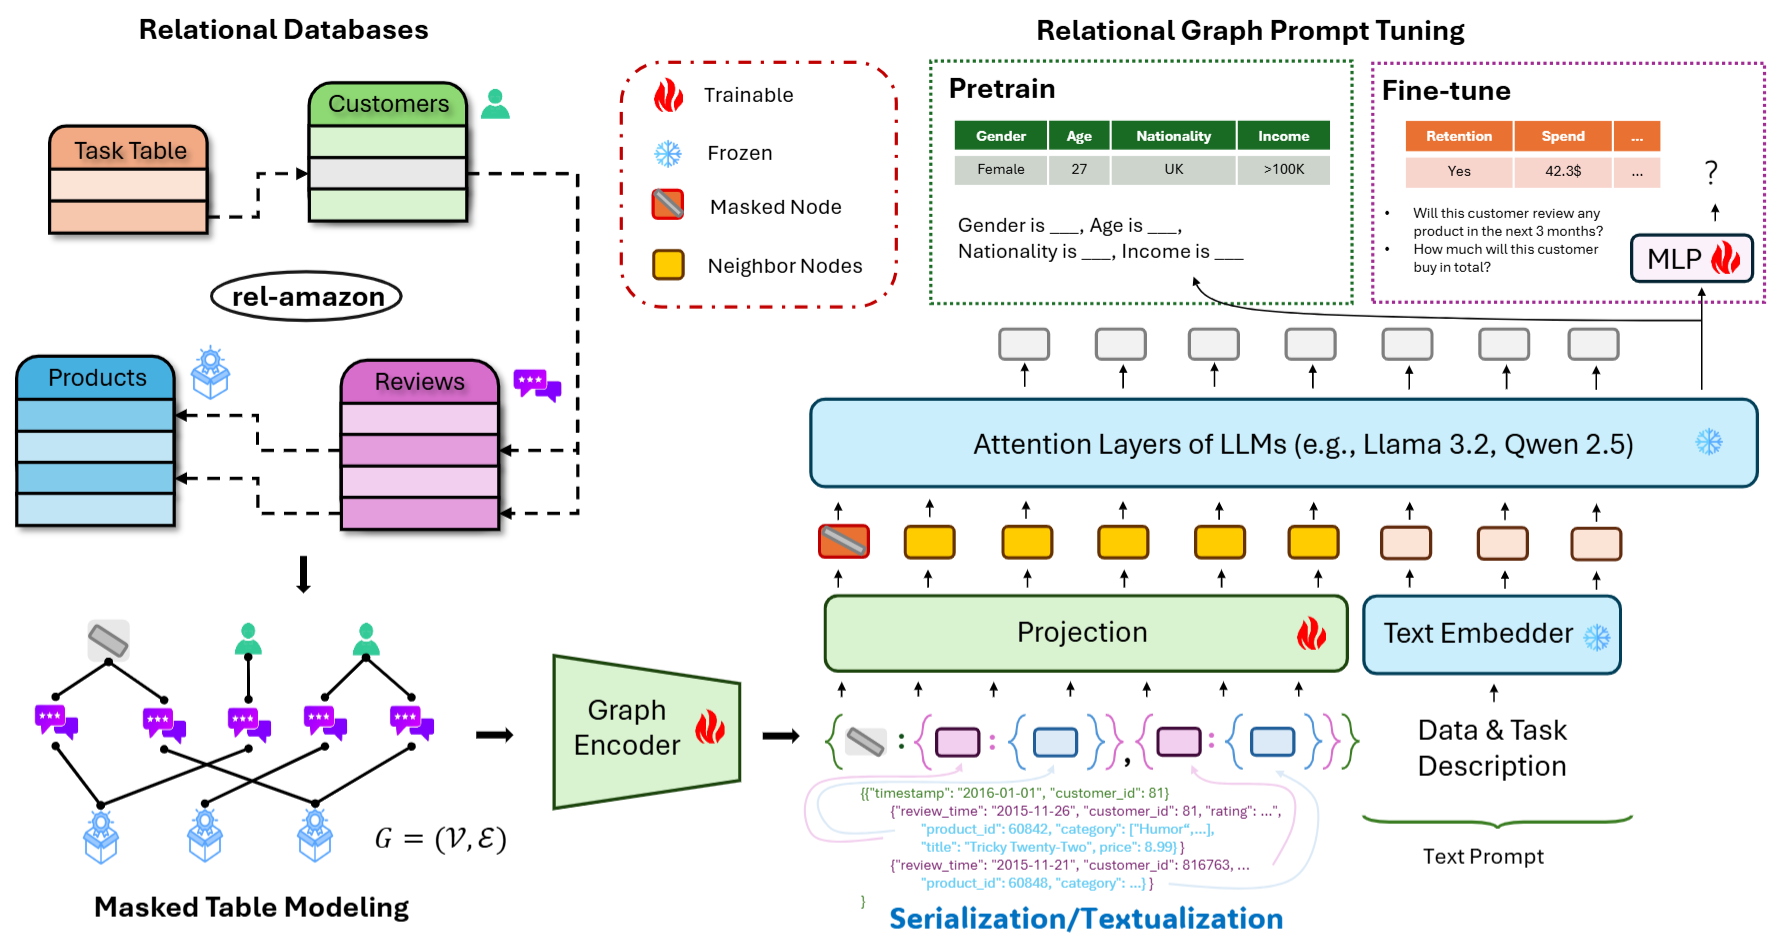 Relational Databases
Task Table
Customers
rel-amazon
Products
Reviews
G = (𝒱, ℰ)
Masked Table Modeling
Trainable
Frozen
Masked Node
Neighbor Nodes
Graph
Encoder
Relational Graph Prompt Tuning
Pretrain
Gender Age Nationality Income
Female 27 UK >100K
Gender is ___, Age is ___,
Nationality is ___, Income is ___
Fine-tune
Retention Spend ...
Yes 42.3$ ...
• Will this customer review any
product in the next 3 months?
• How much will this customer
buy in total?
?
MLP
Attention Layers of LLMs (e.g., Llama 3.2, Qwen 2.5)
Projection
Text Embedder
{ : { : { } } , { : { } } }
Data & Task
Description
Text Prompt
{{"timestamp": "2016-01-01", "customer_id": 81}
{"review_time": "2015-11-26", "customer_id": 81, "rating": ...",
"product_id": 60842, "category": ["Humor“,...],
"title": "Tricky Twenty-Two", price": 8.99} }
{"review_time": "2015-11-21", "customer_id": 816763, ...
"product_id": 60848, "category": ...} }
}
Serialization/Textualization